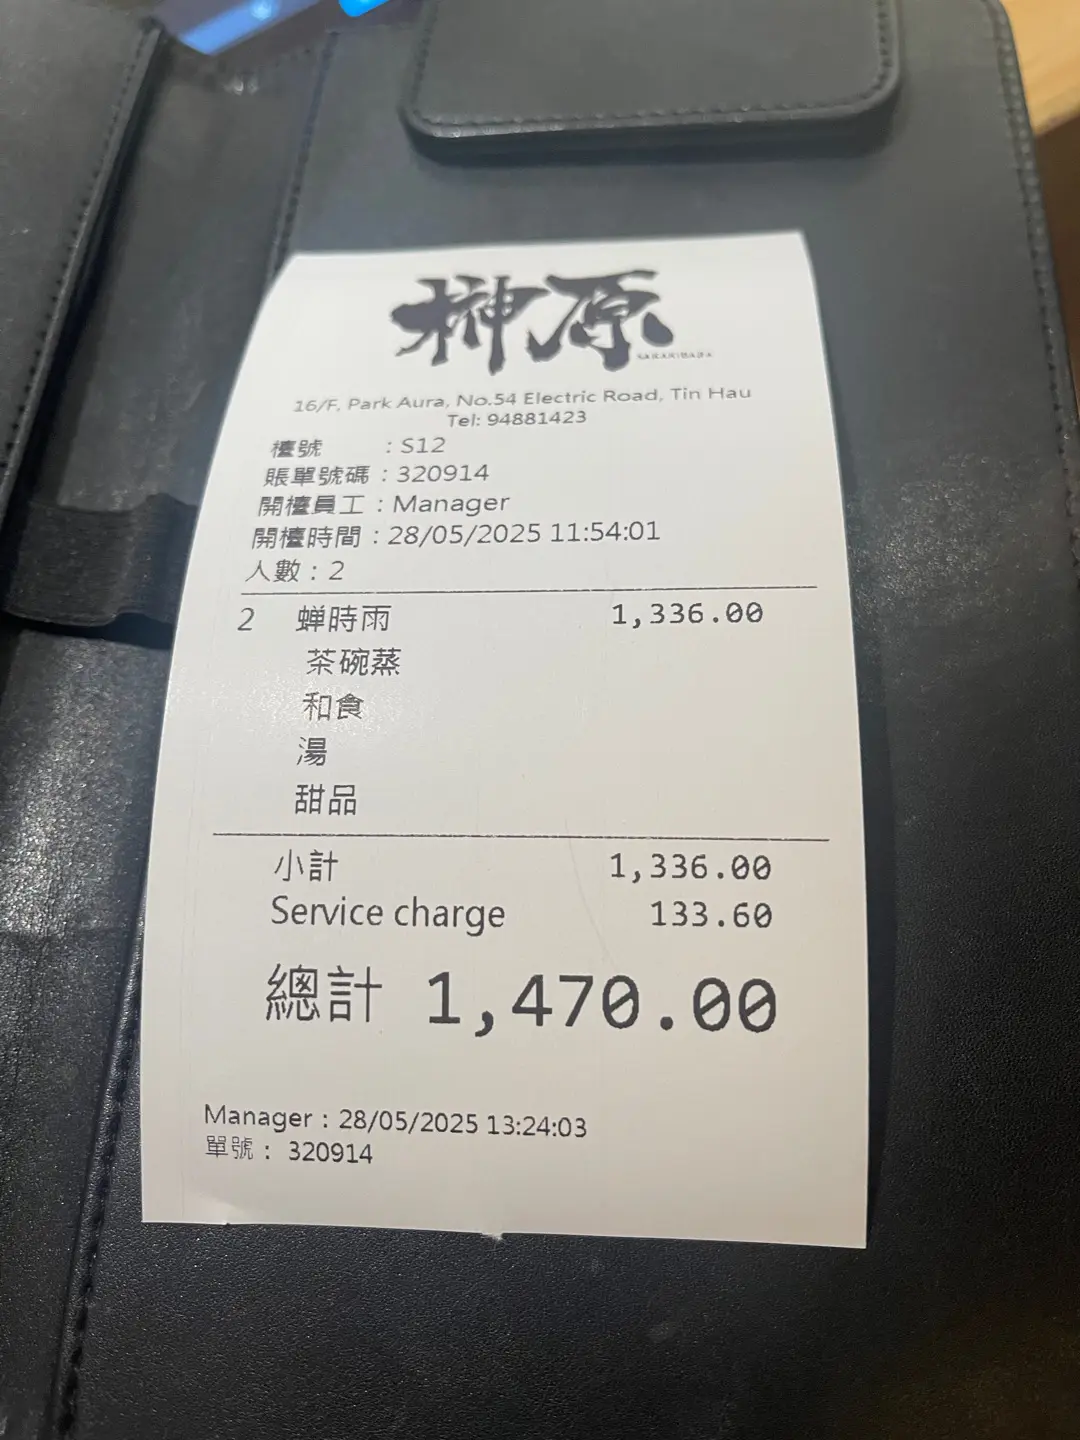 榊原
SAKAKIBARA
16/F, Park Aura, No.54 Electric Road, Tin Hau
Tel: 94881423
檯號 : S12
賬單號碼 : 320914
開檯員工 : Manager
開檯時間 : 28/05/2025 11:54:01
人數 : 2
2 蝉時雨 1,336.00
茶碗蒸
和食
湯
甜品
小計 1,336.00
Service charge 133.60
總計 1,470.00
Manager : 28/05/2025 13:24:03
單號 : 320914